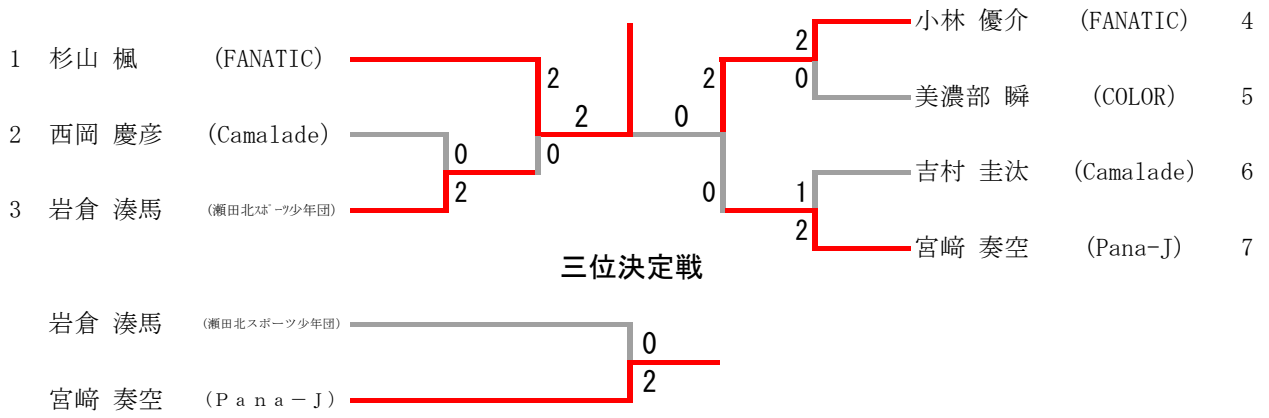 小林 優介 (FANATIC) 4
2
1 杉山 楓 (FANATIC)
2 2 0
美濃部 瞬 (COLOR) 5
2 0
2 西岡 慶彦 (Camalade)
0 0
吉村 圭汰 (Camalade) 6
2 0 1
3 岩倉 湊馬 (瀬田北ｽﾎﾟｰﾂ少年団)
2
宮﨑 奏空 (Pana-J) 7
三位決定戦
岩倉 湊馬 (瀬田北スポーツ少年団)
0
2
宮﨑 奏空 (Ｐａｎａ－Ｊ)